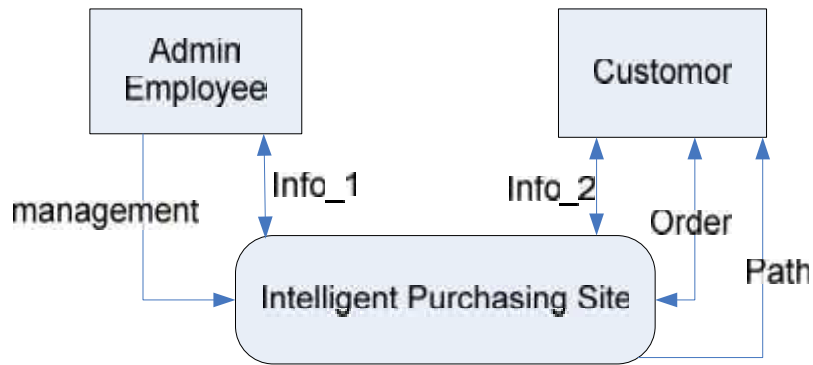 Admin
Employee
Customor
Info_1
Info_2
management
Order
Path
Intelligent Purchasing Site